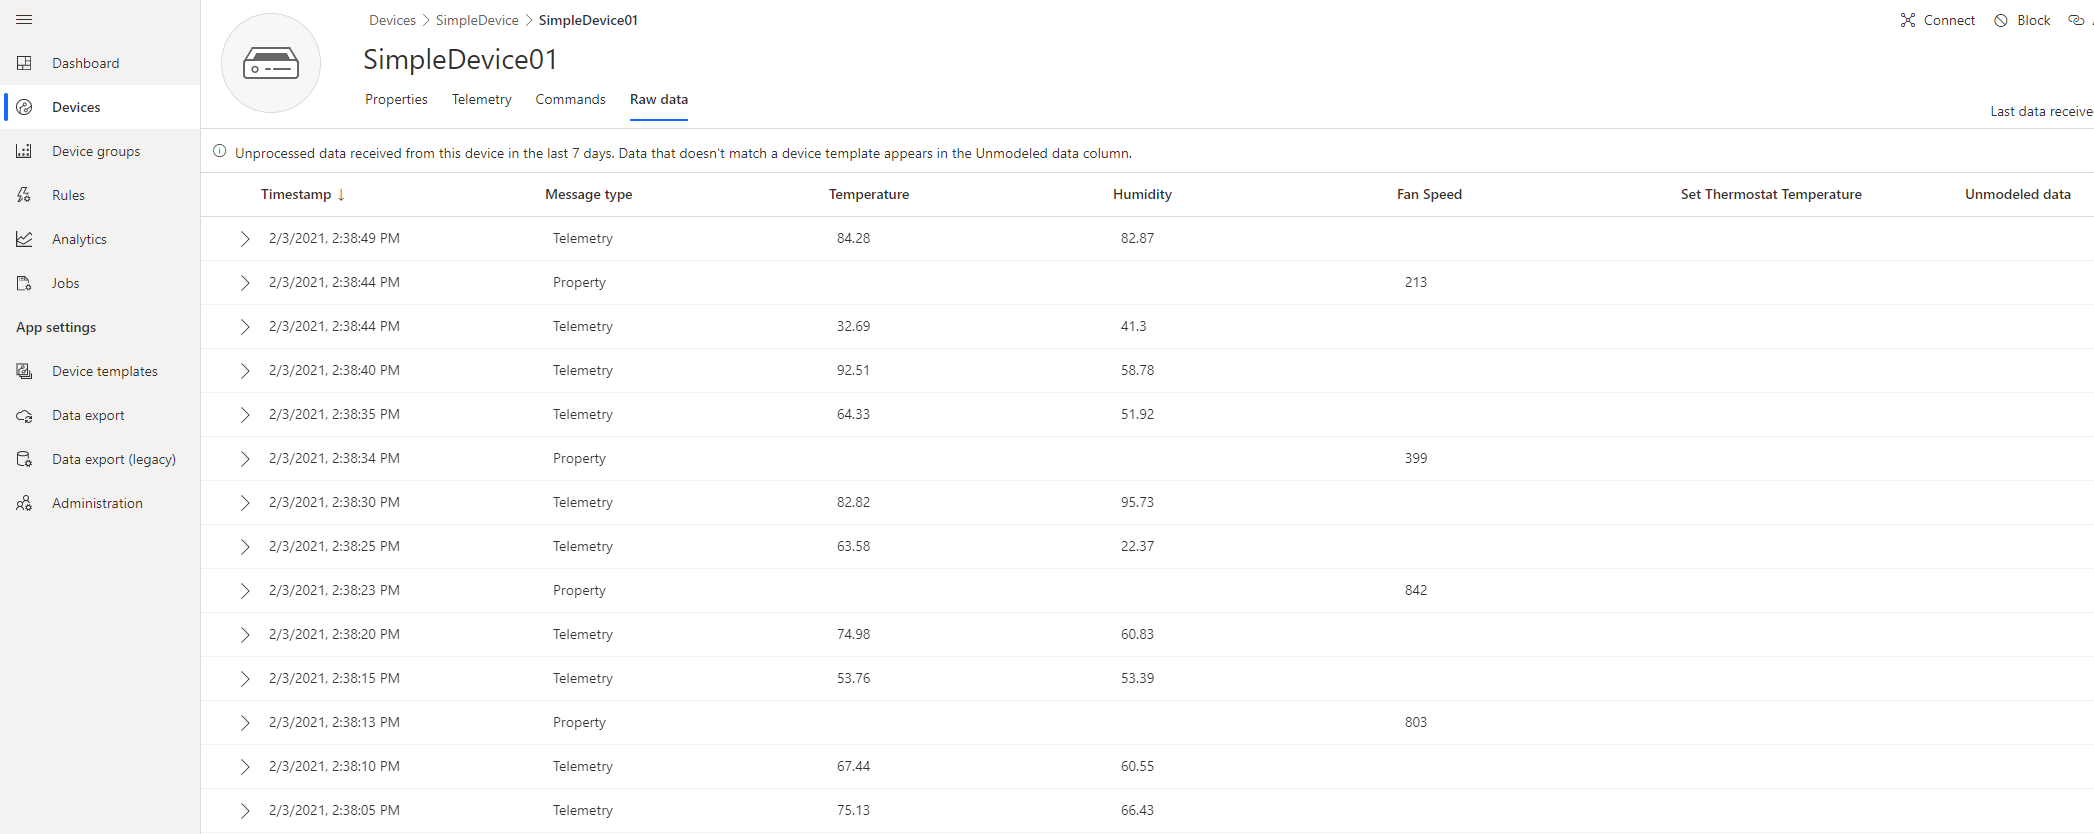 Dashboard
Devices
Device groups
Rules
Analytics
Jobs
App settings
Device templates
Data export
Data export (legacy)
Administration
Devices > SimpleDevice > SimpleDevice01
SimpleDevice01
Properties Telemetry Commands Raw data
Connect Block
Last data receive
Unprocessed data received from this device in the last 7 days. Data that doesn't match a device template appears in the Unmodeled data column.
Timestamp ↓ Message type Temperature Humidity Fan Speed Set Thermostat Temperature Unmodeled data
2/3/2021, 2:38:49 PM Telemetry 84.28 82.87
2/3/2021, 2:38:44 PM Property 213
2/3/2021, 2:38:44 PM Telemetry 32.69 41.3
2/3/2021, 2:38:40 PM Telemetry 92.51 58.78
2/3/2021, 2:38:35 PM Telemetry 64.33 51.92
2/3/2021, 2:38:34 PM Property 399
2/3/2021, 2:38:30 PM Telemetry 82.82 95.73
2/3/2021, 2:38:25 PM Telemetry 63.58 22.37
2/3/2021, 2:38:23 PM Property 842
2/3/2021, 2:38:20 PM Telemetry 74.98 60.83
2/3/2021, 2:38:15 PM Telemetry 53.76 53.39
2/3/2021, 2:38:13 PM Property 803
2/3/2021, 2:38:10 PM Telemetry 67.44 60.55
2/3/2021, 2:38:05 PM Telemetry 75.13 66.43